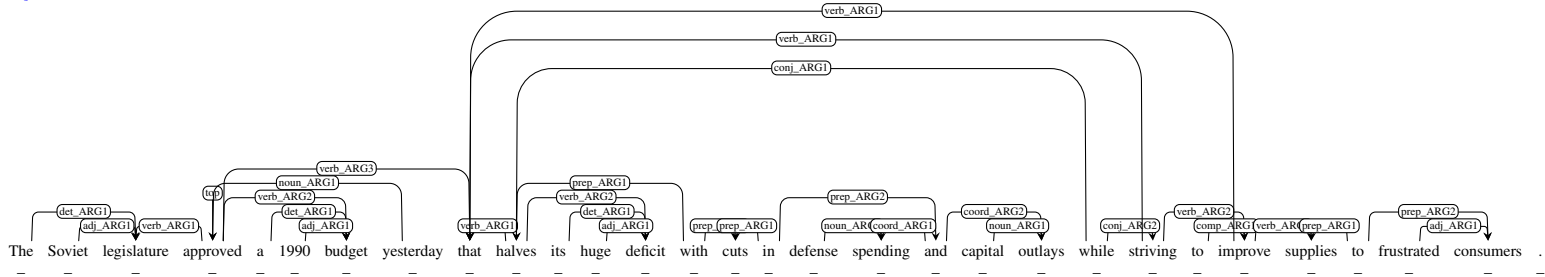 verb_ARG1
verb_ARG1
conj_ARG1
verb_ARG3
top noun_ARG1 prep_ARG1
verb_ARG2 verb_ARG2 prep_ARG2
det_ARG1 det_ARG1 det_ARG1 coord_ARG2 verb_ARG2 prep_ARG2
adj_ARG1 verb_ARG1 adj_ARG1 verb_ARG1 adj_ARG1 prep_ARG1 coord_ARG1 noun_ARG1 conj_ARG2 prep_ARG1 adj_ARG1
The Soviet legislature approved a 1990 budget yesterday that halves its huge deficit with cuts in defense spending and capital outlays while striving to improve supplies to frustrated consumers .